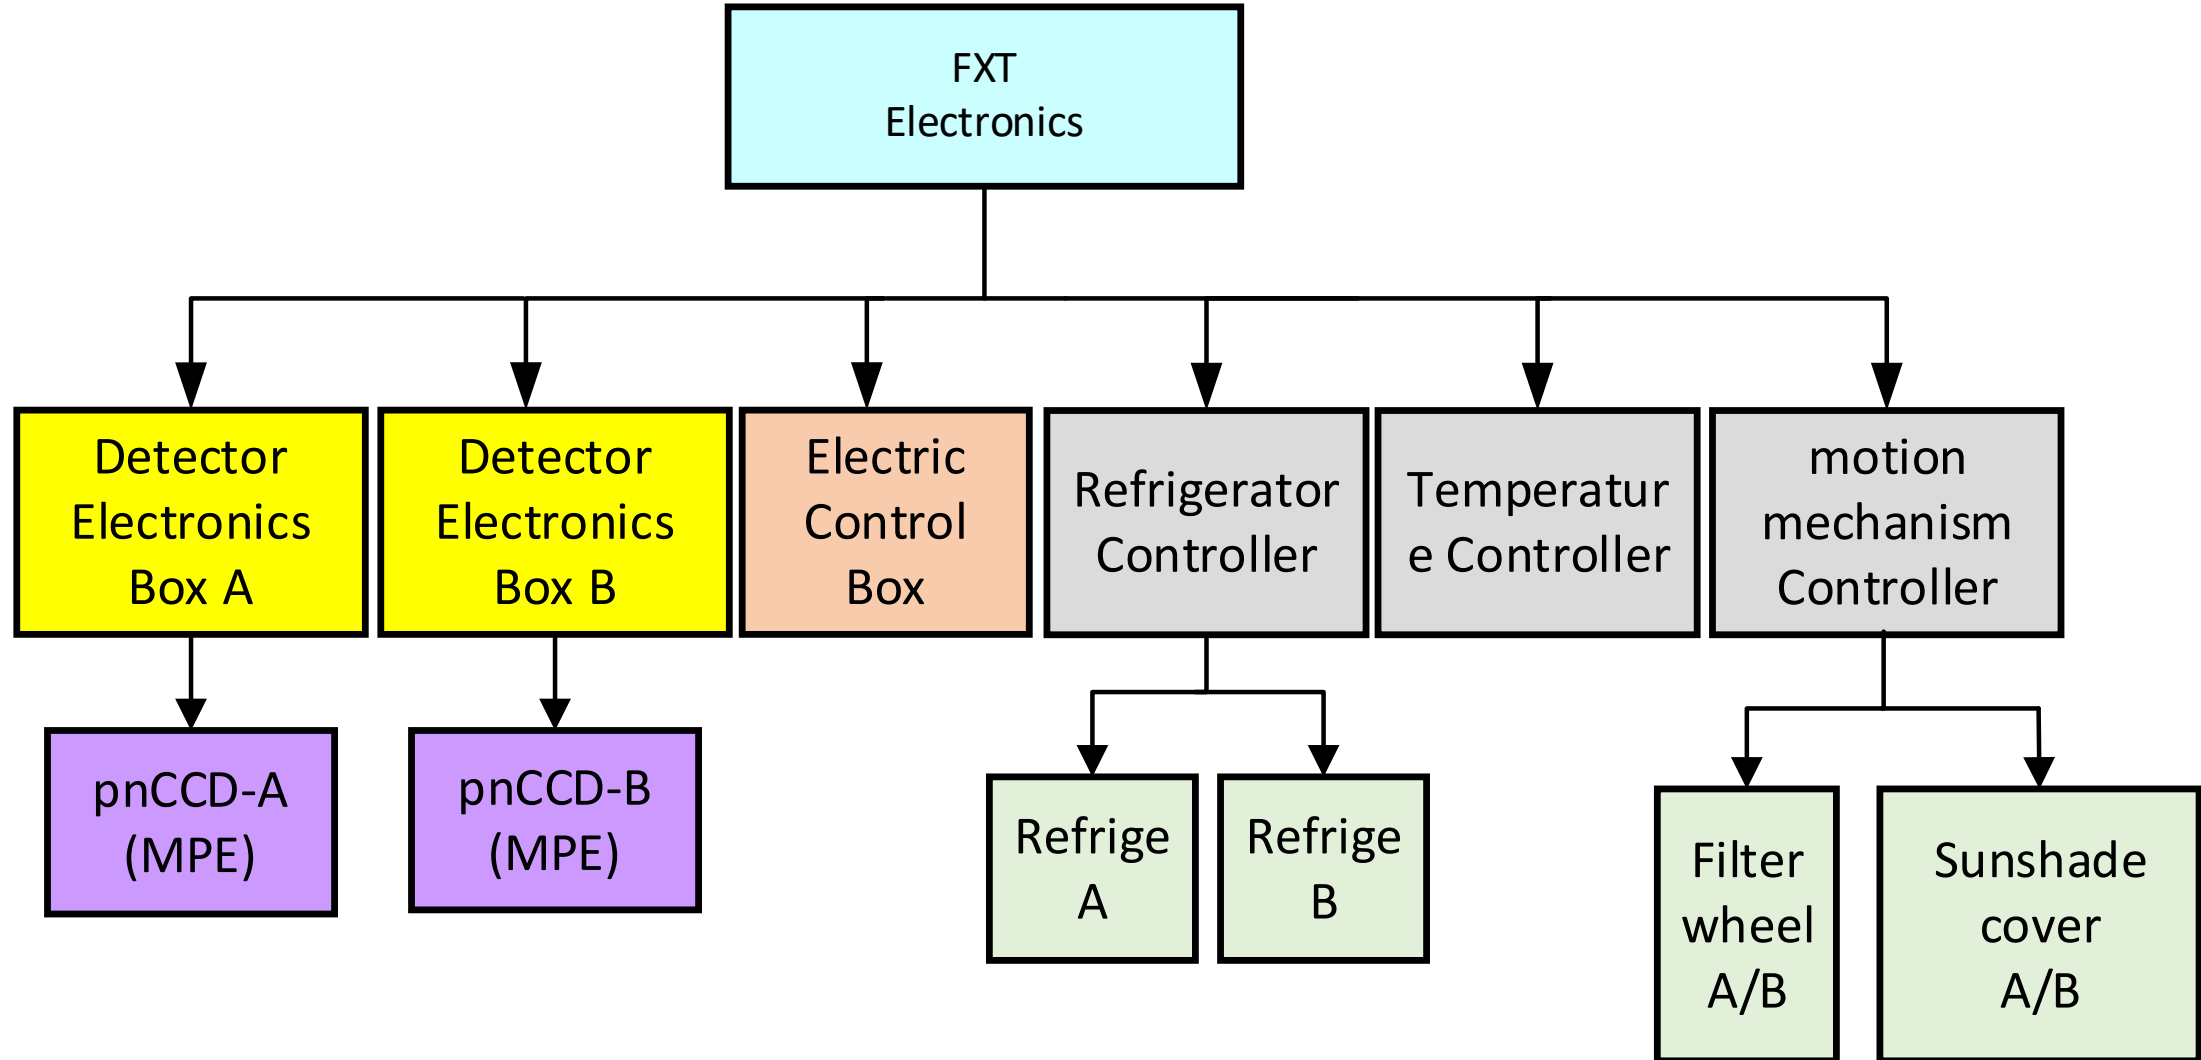 FXT
Electronics
Detector
Electronics
Box A
Detector
Electronics
Box B
Electric
Control
Box
Refrigerator
Controller
Temperatur
e Controller
motion
mechanism
Controller
pnCCD-A
(MPE)
pnCCD-B
(MPE)
Refrige
A
Refrige
B
Filter
wheel
A/B
Sunshade
cover
A/B